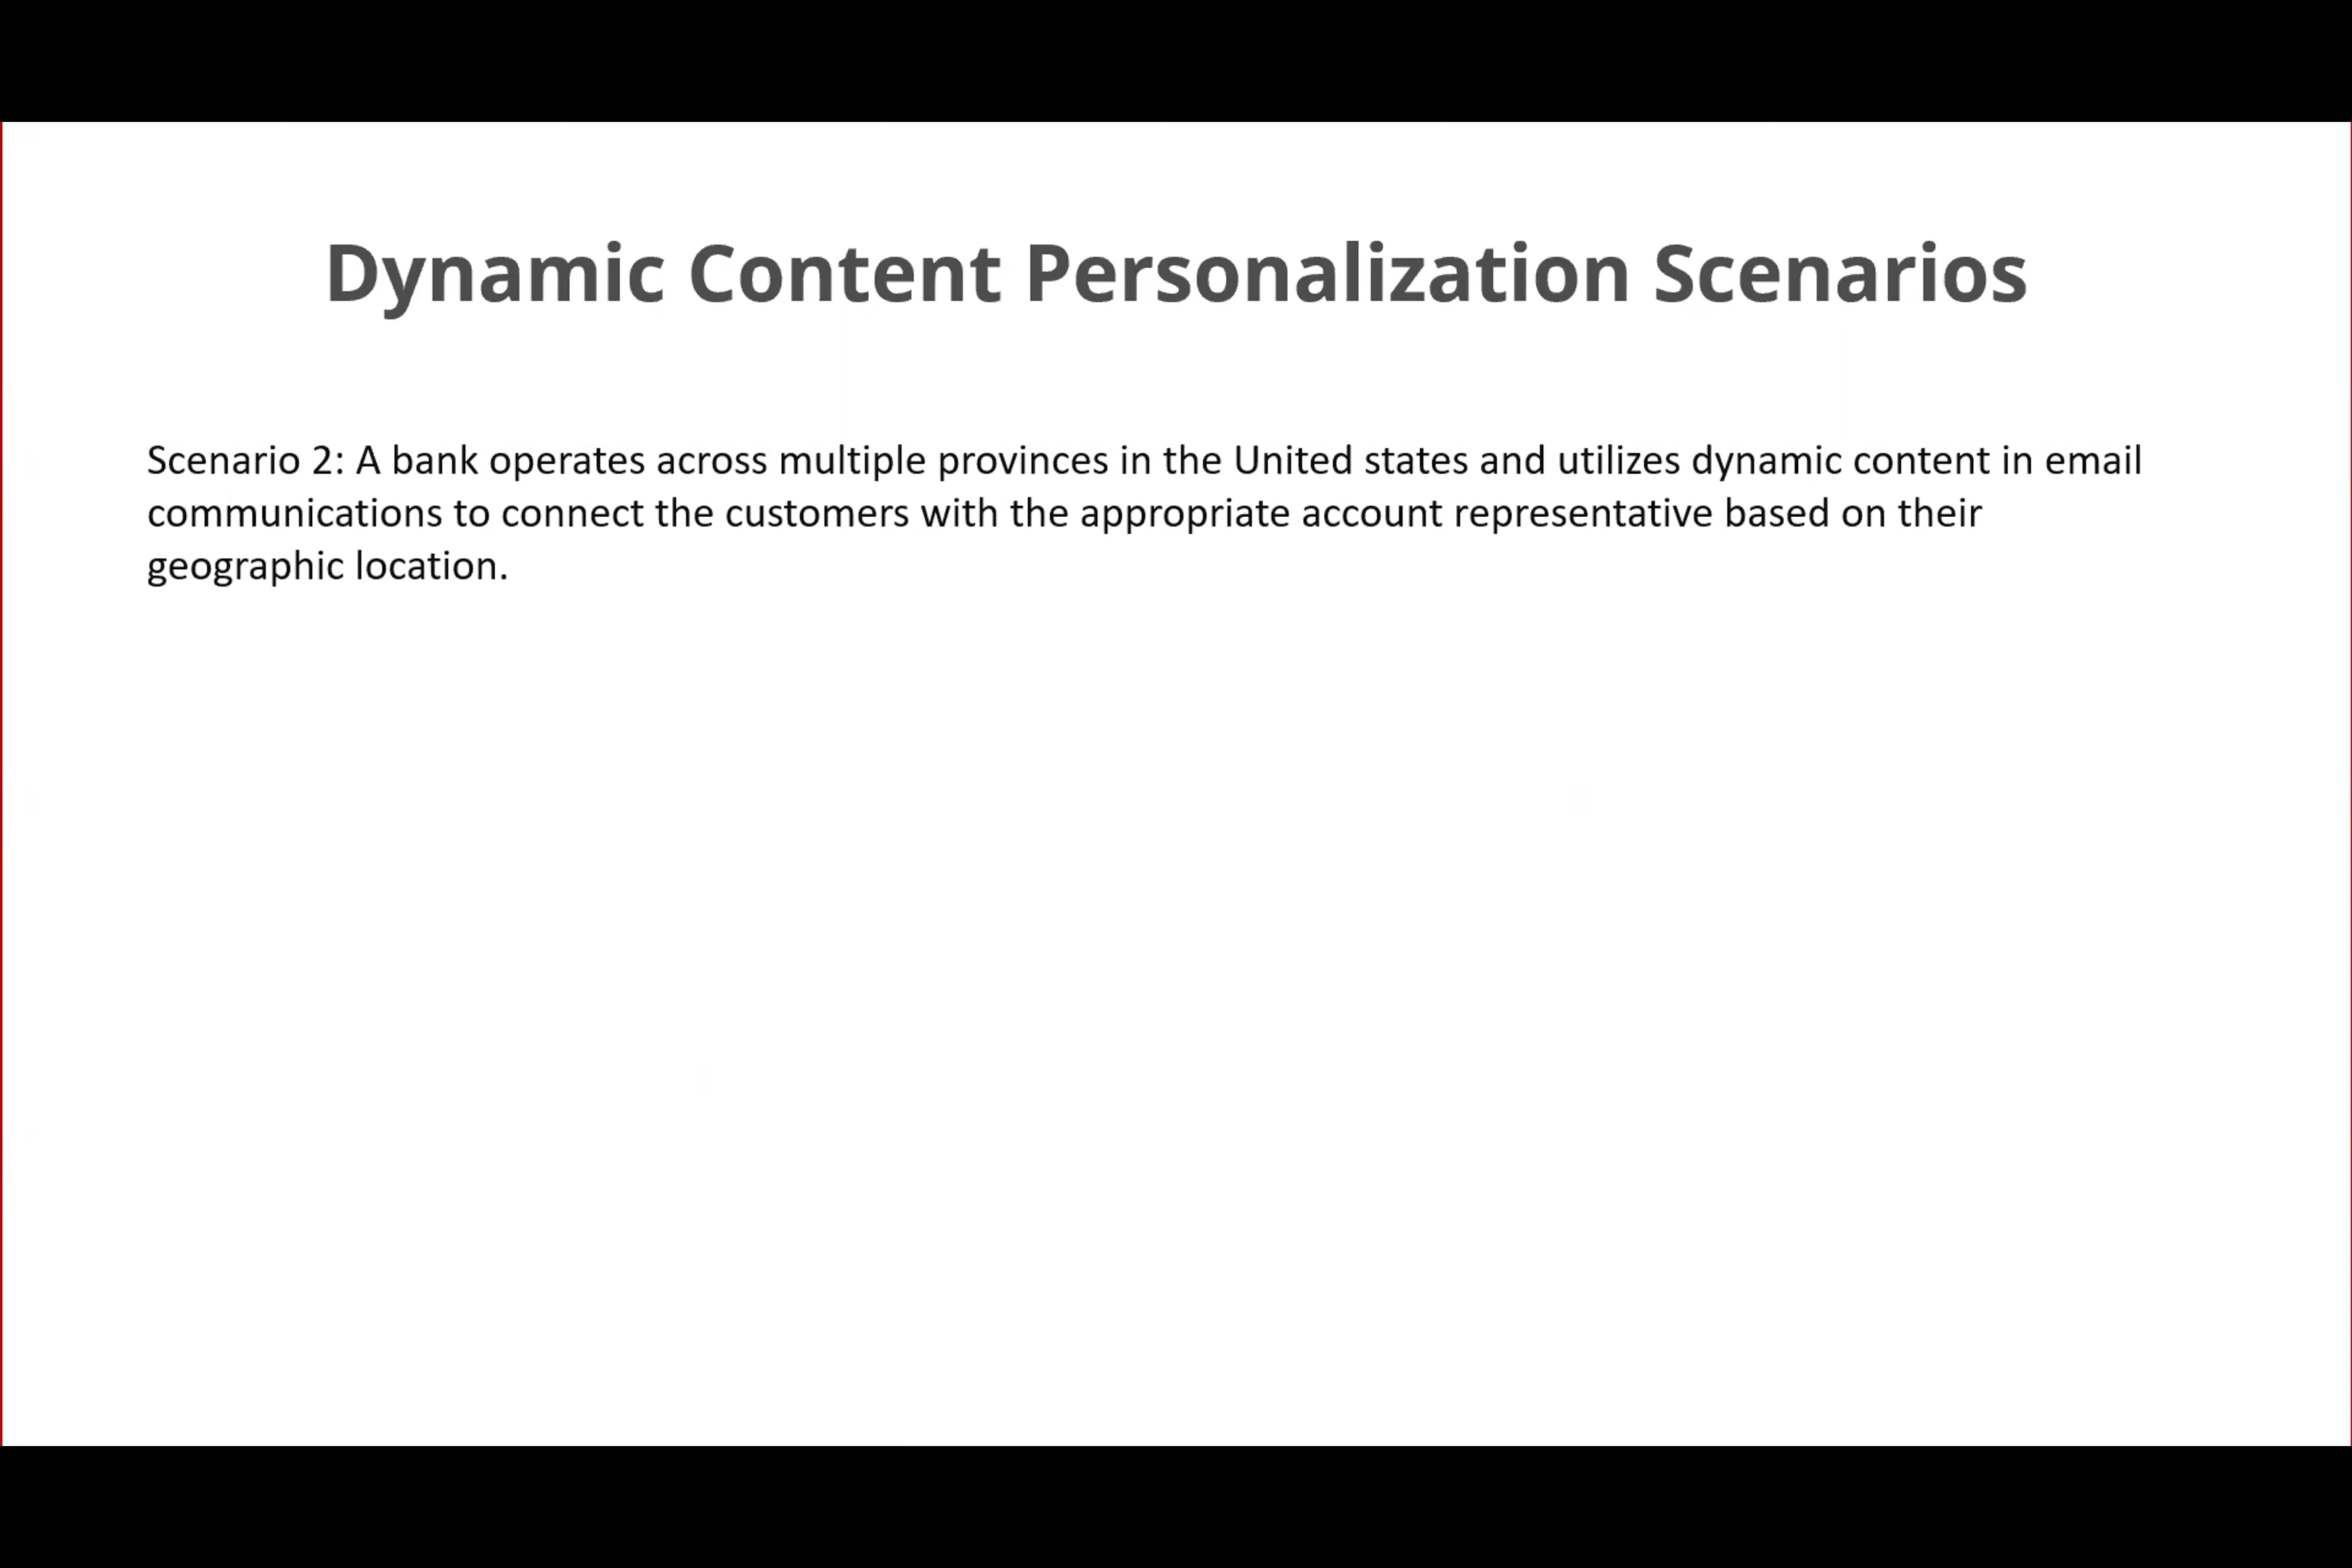 Dynamic Content Personalization Scenarios
Scenario 2: A bank operates across multiple provinces in the United states and utilizes dynamic content in email
communications to connect the customers with the appropriate account representative based on their
geographic location.